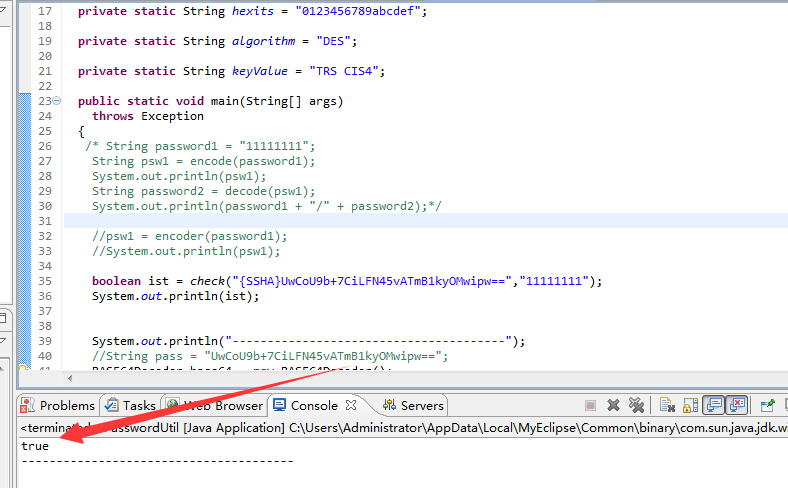 17 private static String hexits = "0123456789abcdef";
18
19 private static String algorithm = "DES";
20
21 private static String keyValue = "TRS CIS4";
22
23 public static void main(String[] args)
24 throws Exception
25 {
26 /* String password1 = "11111111";
27 String psw1 = encode(password1);
28 System.out.println(psw1);
29 String password2 = decode(psw1);
30 System.out.println(password1 + "/" + password2);*/
31
32 //psw1 = encoder(password1);
33 //System.out.println(psw1);
34
35 boolean ist = check("{SSHA}UwCoU9b+7CiLFN45vATmB1kyOMwipw==","11111111");
36 System.out.println(ist);
37
38
39 System.out.println("---------------------------------------");
40 //String pass = "UwCoU9b+7CiLFN45vATmB1kyOMwipw==";
Problems Tasks Web Browser Console Servers
<terminated> PasswordUtil [Java Application] C:\Users\Administrator\AppData\Local\MyEclipse\Common\binary\com.sun.java.jdk.w
true
---------------------------------------